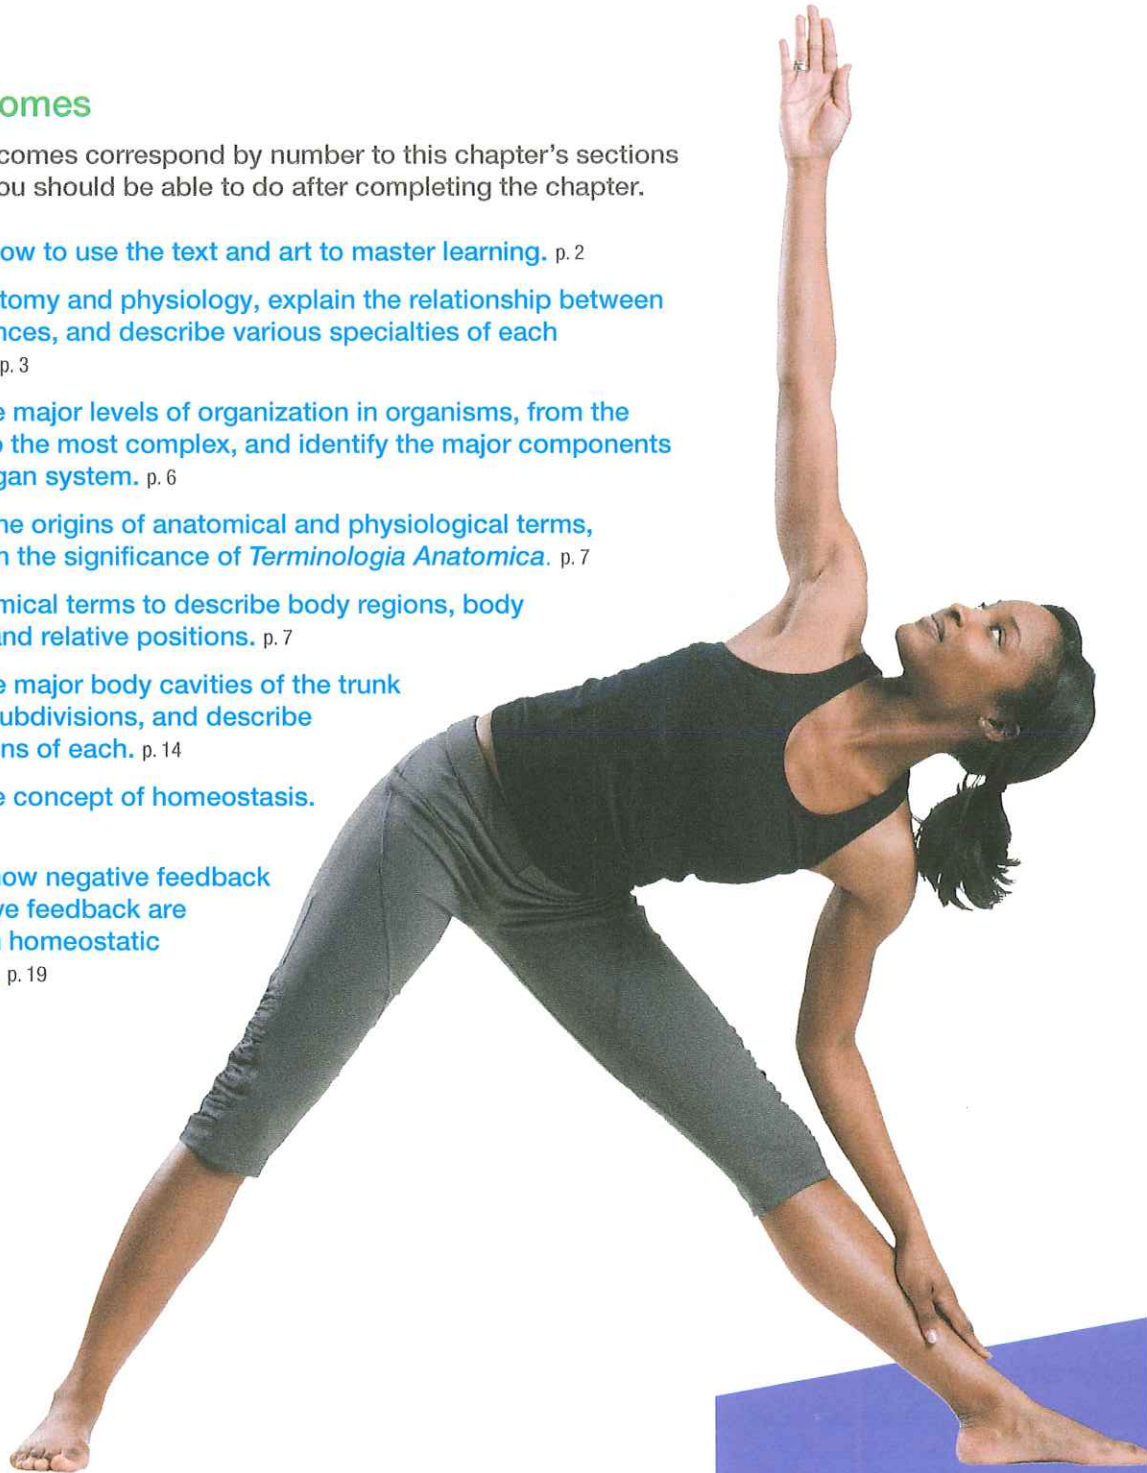 omes
comes correspond by number to this chapter's sections
ou should be able to do after completing the chapter.
ow to use the text and art to master learning. p. 2
tomy and physiology, explain the relationship between
nces, and describe various specialties of each
p. 3
e major levels of organization in organisms, from the
o the most complex, and identify the major components
gan system. p. 6
he origins of anatomical and physiological terms,
n the significance of Terminologia Anatomica. p. 7
mical terms to describe body regions, body
and relative positions. p. 7
e major body cavities of the trunk
ubdivisions, and describe
ns of each. p. 14
e concept of homeostasis.
how negative feedback
ve feedback are
n homeostatic
p. 19